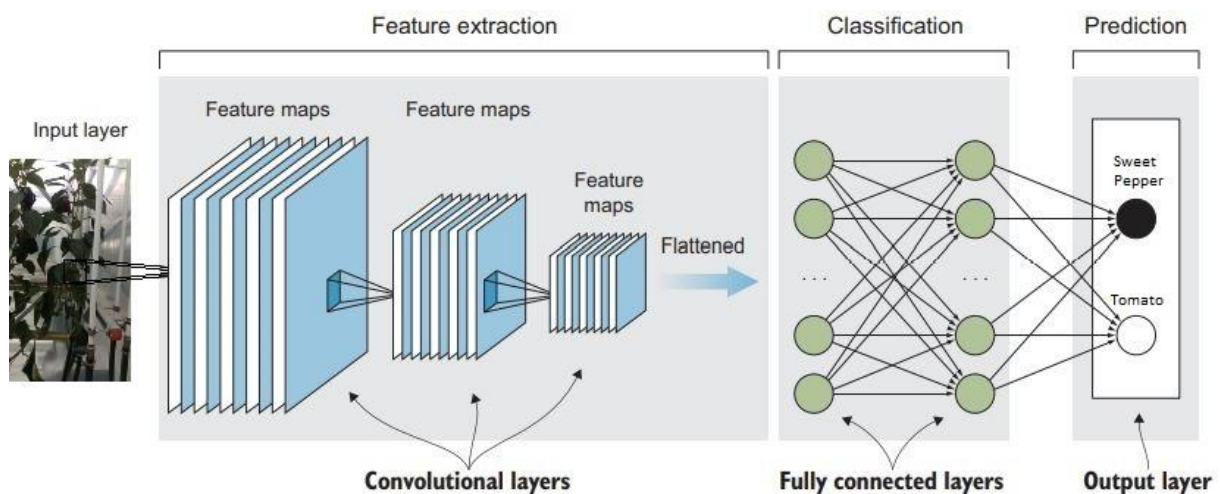 Feature extraction
Classification
Prediction
Input layer
Feature maps
Feature maps
Feature
maps
Flattened
. . .
. . .
Sweet
Pepper
Tomato
Convolutional layers
Fully connected layers
Output layer